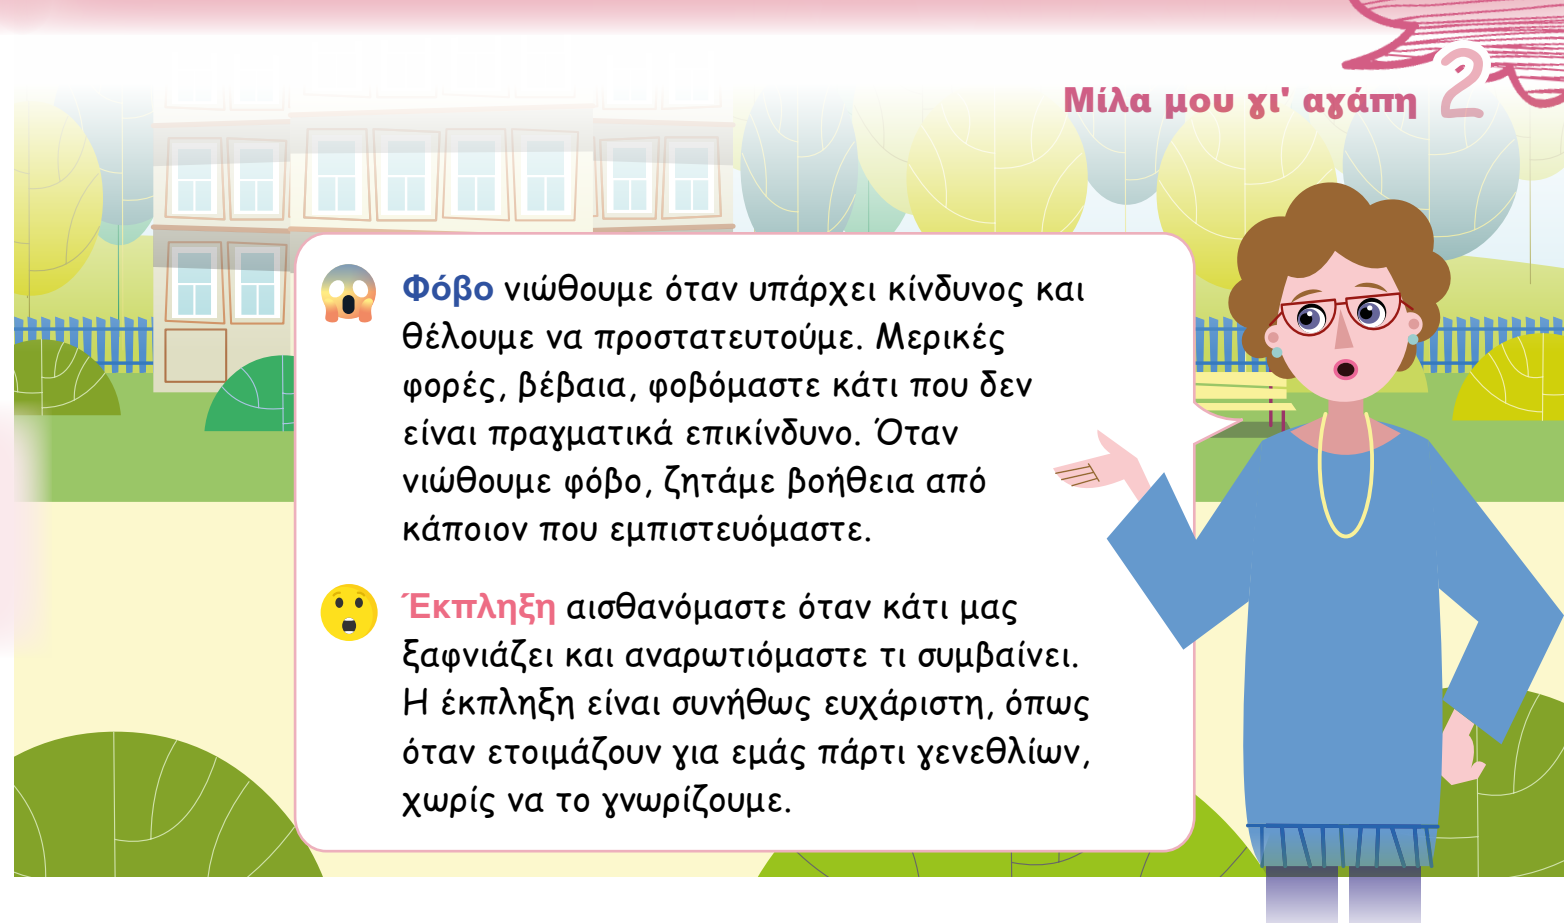 Μίλα μου γι' αγάπη 2
Φόβο νιώθουμε όταν υπάρχει κίνδυνος και
θέλουμε να προστατευτούμε. Μερικές
φορές, βέβαια, φοβόμαστε κάτι που δεν
είναι πραγματικά επικίνδυνο. Όταν
νιώθουμε φόβο, ζητάμε βοήθεια από
κάποιον που εμπιστευόμαστε.
Έκπληξη αισθανόμαστε όταν κάτι μας
ξαφνιάζει και αναρωτιόμαστε τι συμβαίνει.
Η έκπληξη είναι συνήθως ευχάριστη, όπως
όταν ετοιμάζουν για εμάς πάρτι γενεθλίων,
χωρίς να το γνωρίζουμε.